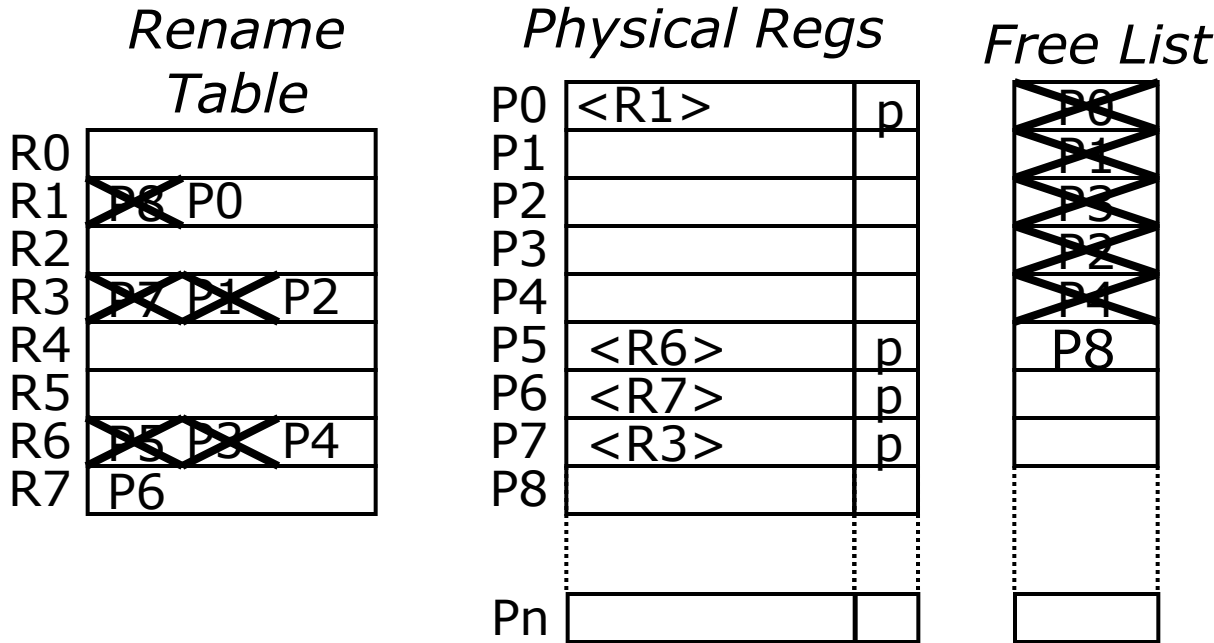 Rename
Table
R0
R1 P8 P0
R2
R3 P7 P1 P2
R4
R5
R6 P5 P3 P4
R7 P6
Physical Regs
P0 <R1> p
P1
P2
P3
P4
P5 <R6> p
P6 <R7> p
P7 <R3> p
P8
Pn
Free List
P0
P1
P3
P2
P4
P8